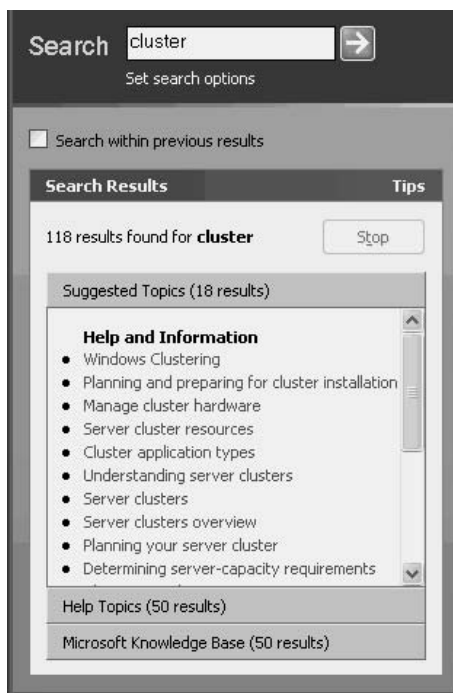 Search cluster
Set search options
Search within previous results
Search Results Tips
118 results found for cluster Stop
Suggested Topics (18 results)
Help and Information
• Windows Clustering
• Planning and preparing for cluster installation
• Manage cluster hardware
• Server cluster resources
• Cluster application types
• Understanding server clusters
• Server clusters
• Server clusters overview
• Planning your server cluster
• Determining server-capacity requirements
Help Topics (50 results)
Microsoft Knowledge Base (50 results)